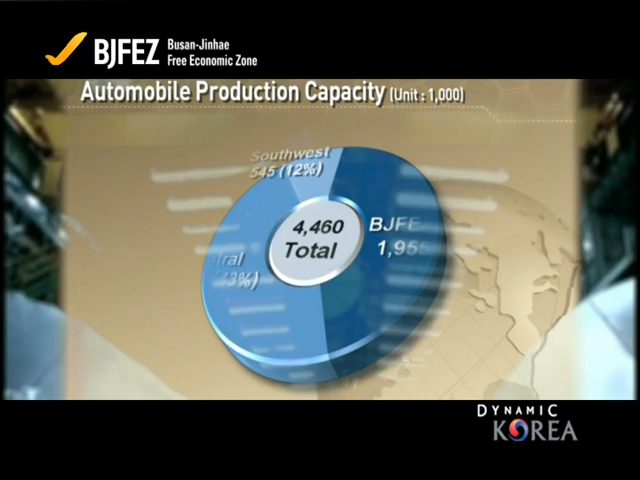 BJFEZ
Busan-Jinhae
Free Economic Zone
Automobile Production Capacity (Unit : 1,000)
Southwest
545 (12%)
4,460
Total
DYNAMIC
KOREA